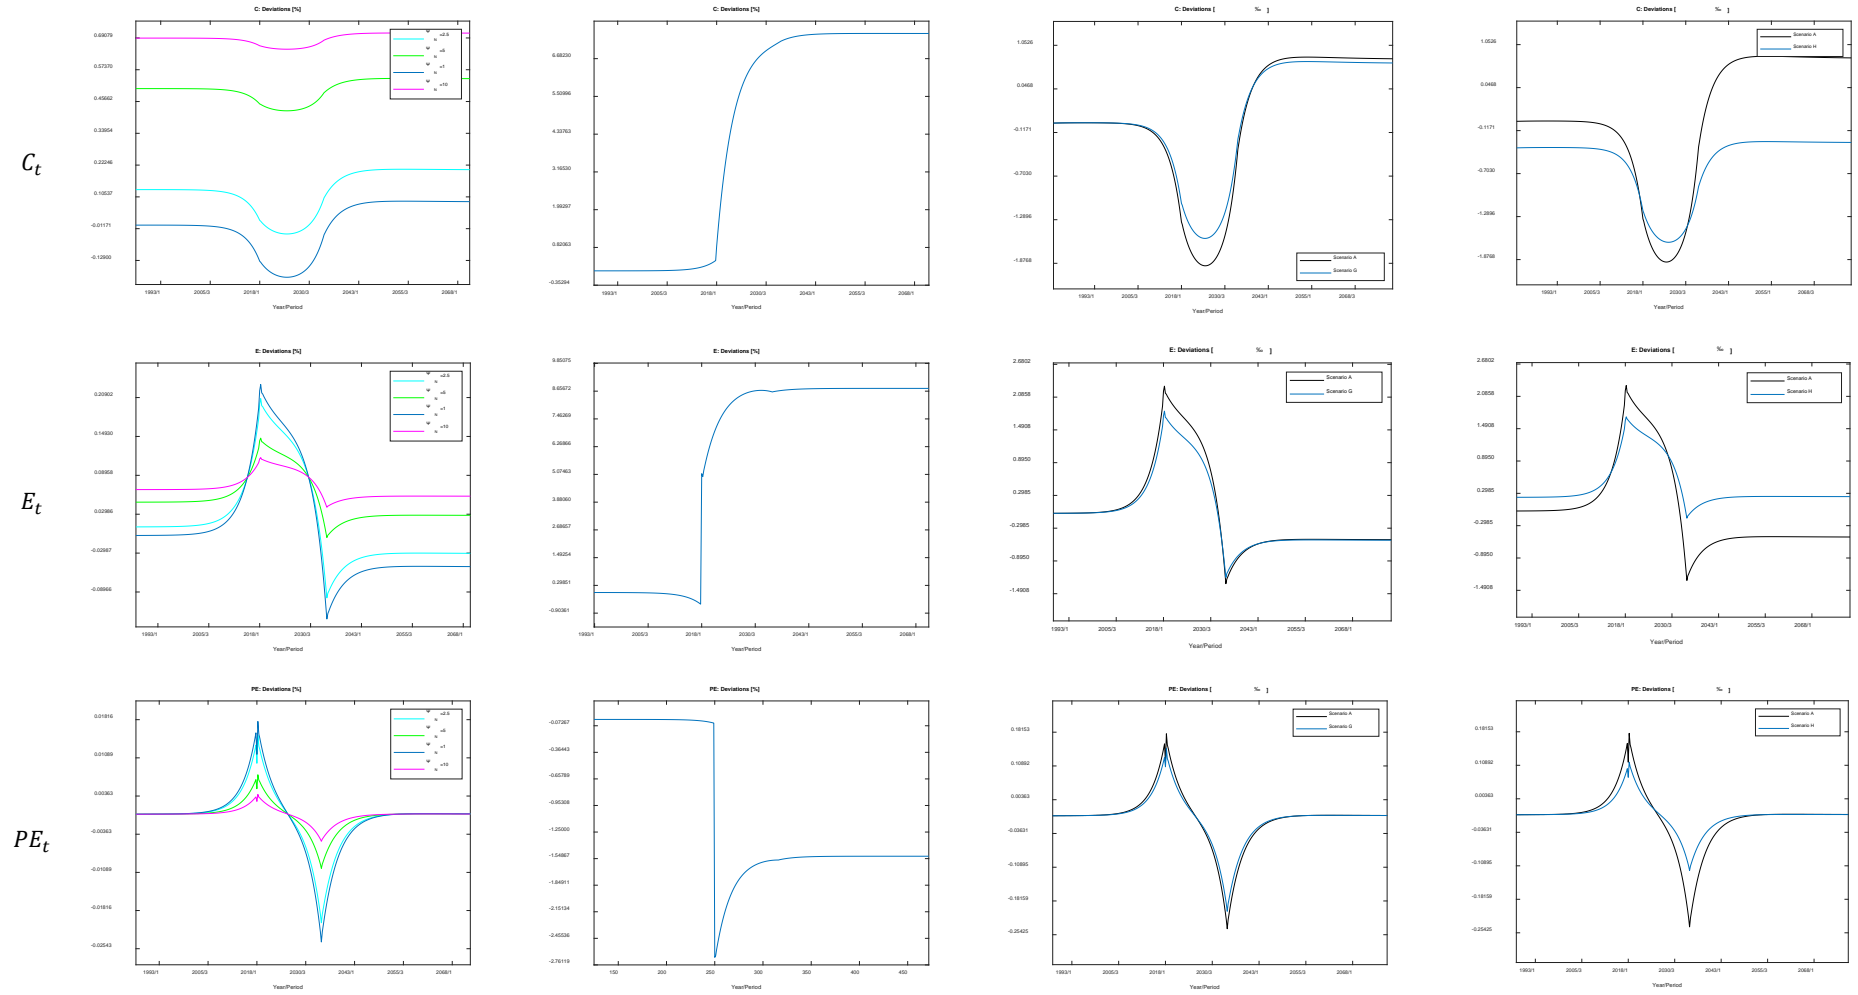 C: Deviations [%]
0.69079
0.57370
0.45662
0.33954
0.22246
0.10537
-0.01171
-0.12900
Ψ =2.5
Ψ =5
Ψ =1
Ψ =10
1993/1 2005/3 2018/1 2030/3 2043/1 2055/3 2068/1
Year/Period
C: Deviations [%]
6.68230
5.50996
4.33763
3.16530
1.99297
0.82063
-0.35294
1993/1 2005/3 2018/1 2030/3 2043/1 2055/3 2068/1
Year/Period
C: Deviations [ ‰ ]
1.0526
0.0468
-0.1171
-0.7030
-1.2896
-1.8768
Scenario A
Scenario G
1993/1 2005/3 2018/1 2030/3 2043/1 2055/1 2068/3
Year/Period
C: Deviations [ ‰ ]
1.0526
0.0468
-0.1171
-0.7030
-1.2896
-1.8768
Scenario A
Scenario H
1993/1 2005/3 2018/1 2030/3 2043/1 2055/1 2068/3
Year/Period
C_t
E: Deviations [%]
0.20902
0.14930
0.08958
0.02986
-0.02987
-0.08966
Ψ =2.5
Ψ =5
Ψ =1
Ψ =10
1993/1 2005/3 2018/1 2030/3 2043/1 2055/3 2068/1
Year/Period
E: Deviations [%]
9.85075
8.65672
7.46269
6.26866
5.07463
3.88060
2.68657
1.49254
0.29851
-0.90361
1993/1 2005/3 2018/1 2030/3 2043/1 2055/3 2068/1
Year/Period
E: Deviations [ ‰ ]
2.6802
2.0858
1.4908
0.8950
0.2985
-0.2985
-0.8950
-1.4908
Scenario A
Scenario G
1993/1 2005/3 2018/1 2030/3 2043/1 2055/3 2068/1
Year/Period
E: Deviations [ ‰ ]
2.6802
2.0858
1.4908
0.8950
0.2985
-0.2985
-0.8950
-1.4908
Scenario A
Scenario H
1993/1 2005/3 2018/1 2030/3 2043/1 2055/3 2068/1
Year/Period
E_t
PE: Deviations [%]
0.01816
0.01089
0.00363
-0.00363
-0.01089
-0.01816
-0.02543
Ψ =2.5
Ψ =5
Ψ =1
Ψ =10
1993/1 2005/3 2018/1 2030/3 2043/1 2055/3 2068/1
Year/Period
PE: Deviations [%]
-0.07267
-0.36443
-0.65789
-0.95308
-1.25000
-1.54867
-1.84911
-2.15134
-2.45536
-2.76119
150 200 250 300 350 400 450
Year/Period
PE: Deviations [ ‰ ]
0.18153
0.10892
0.00363
-0.03631
-0.10895
-0.18159
-0.25425
Scenario A
Scenario G
1993/1 2005/3 2018/1 2030/3 2043/1 2055/3 2068/1
Year/Period
PE: Deviations [ ‰ ]
0.18153
0.10892
0.00363
-0.03631
-0.10895
-0.18159
-0.25425
Scenario A
Scenario H
1993/1 2005/3 2018/1 2030/3 2043/1 2055/3 2068/1
Year/Period
PE_t